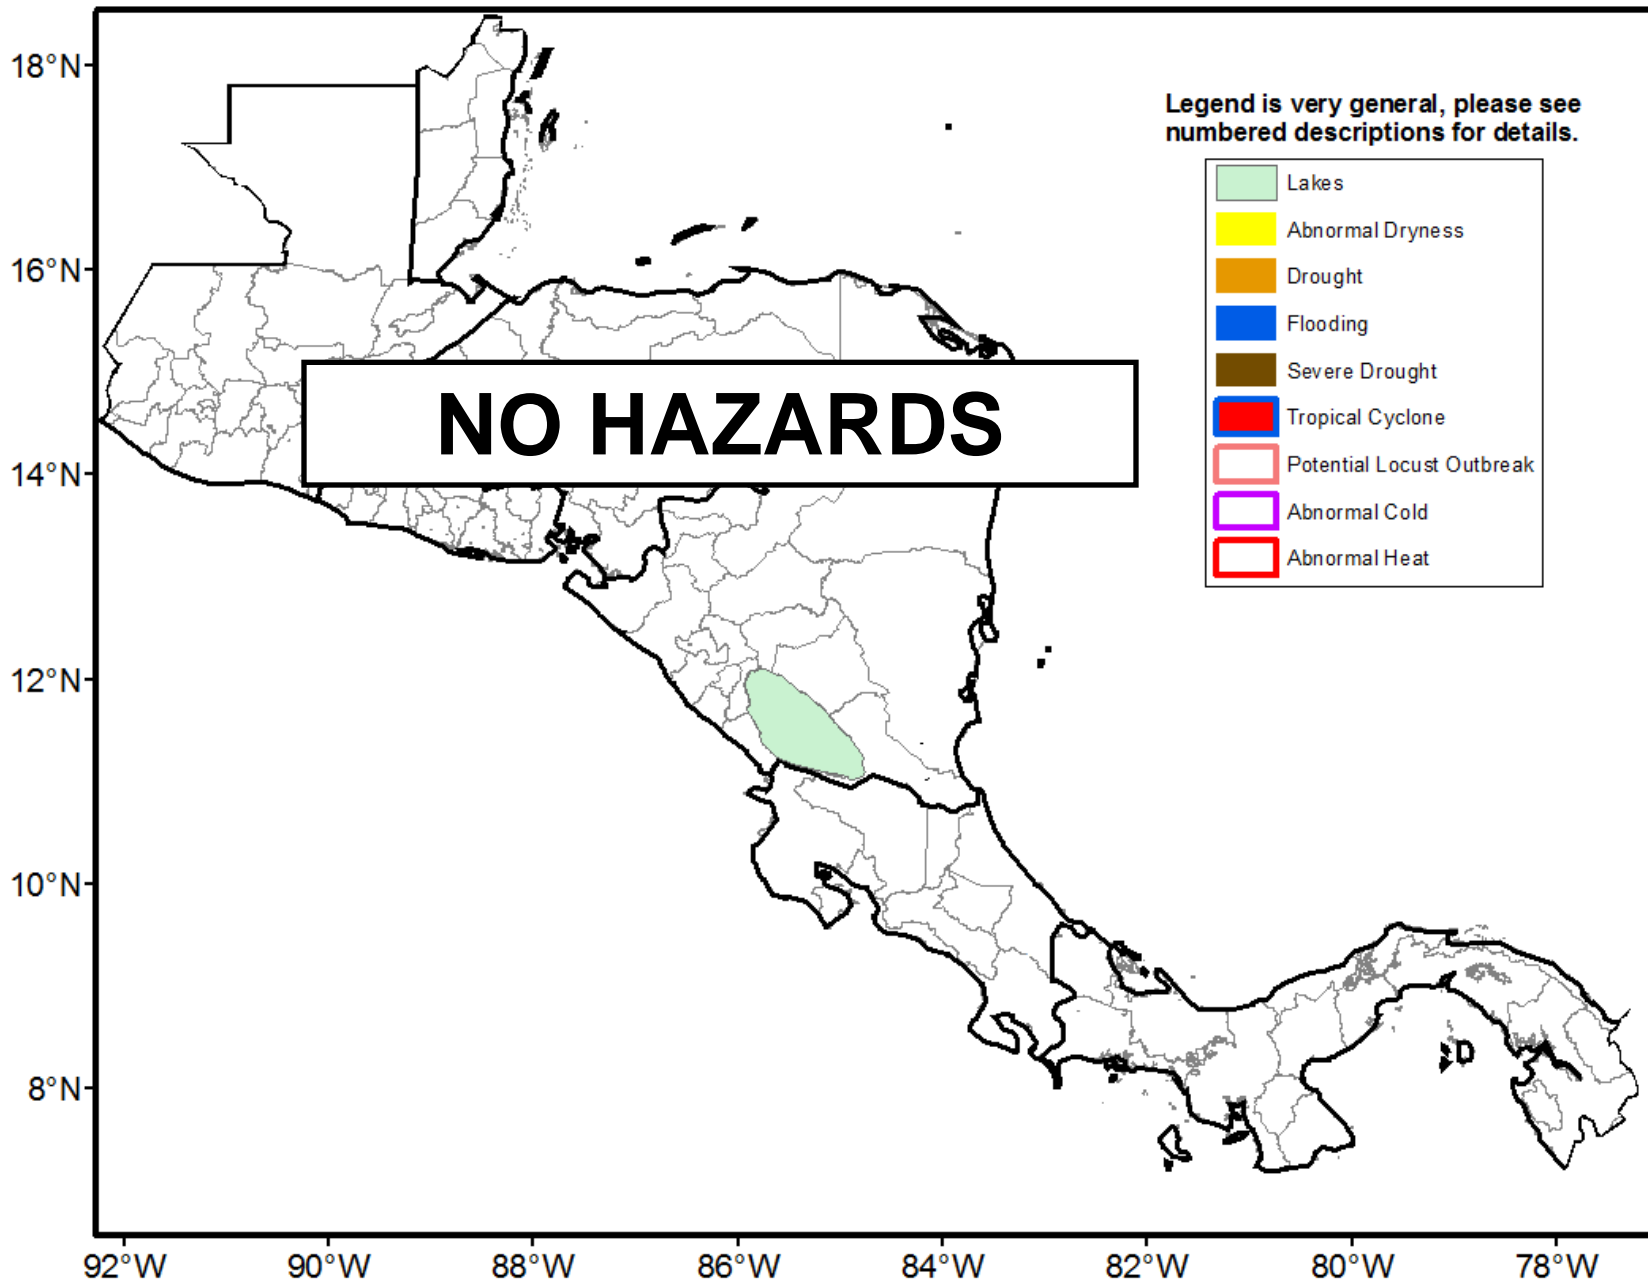 18°N
16°N
14°N
12°N
10°N
8°N
Legend is very general, please see
numbered descriptions for details.
Lakes
Abnormal Dryness
Drought
Flooding
Severe Drought
Tropical Cyclone
Potential Locust Outbreak
Abnormal Cold
Abnormal Heat
NO HAZARDS
92°W 90°W 88°W 86°W 84°W 82°W 80°W 78°W